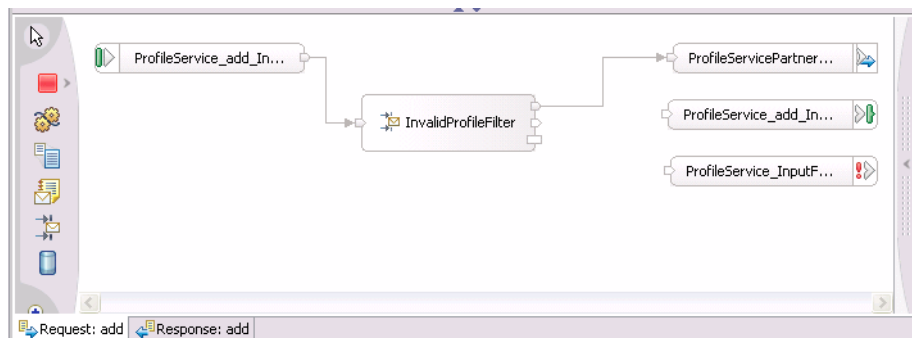 ProfileService_add_In...
ProfileServicePartner...
InvalidProfileFilter
ProfileService_add_In...
ProfileService_InputF...
Request: add
Response: add